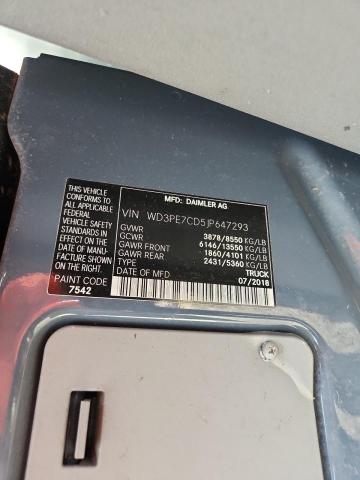 MFD. BY DAIMLER AG
VIN WD3PE7CD5JP647293
THIS VEHICLE
CONFORMS TO
ALL APPLICABLE
FEDERAL MOTOR
VEHICLE SAFETY
STANDARDS
IN EFFECT
ON THE DATE
OF MANUFACTURE
SHOWN ON
THE RIGHT.
PAINT CODE
7542
GVWR 3878/8550 KG/LB
GCWR 6146/13550 KG/LB
GAWR FRONT 1860/4101 KG/LB
GAWR REAR 2431/5360 KG/LB
TYPE TRUCK
DATE OF MFD 07/2018